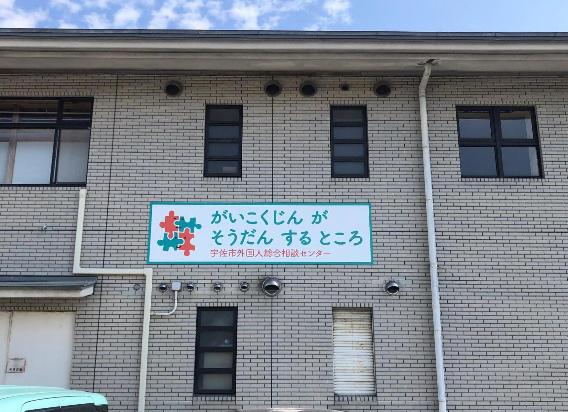 がいこくじん が
そうだん する ところ
宇佐市外国人総合相談センター